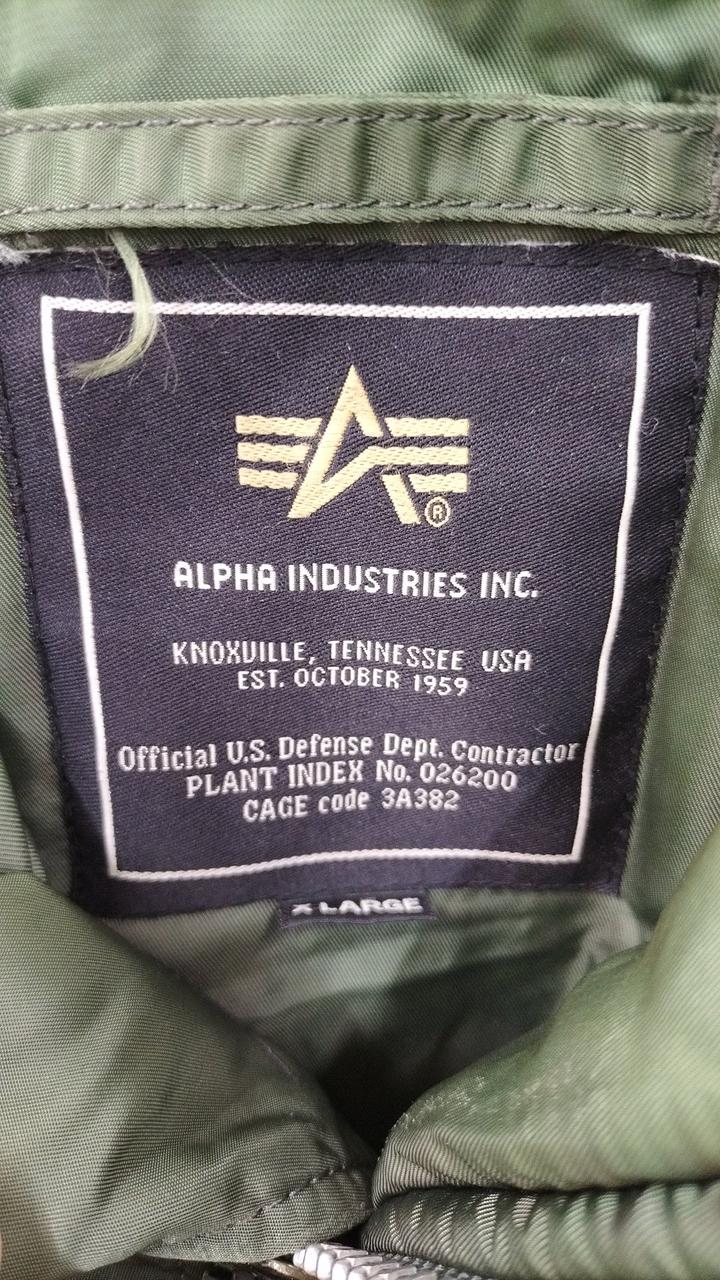 ®
ALPHA INDUSTRIES INC.
KNOXVILLE, TENNESSEE USA
EST. OCTOBER 1959
Official U.S. Defense Dept. Contractor
PLANT INDEX No. 026200
CAGE code 3A382
X LARGE